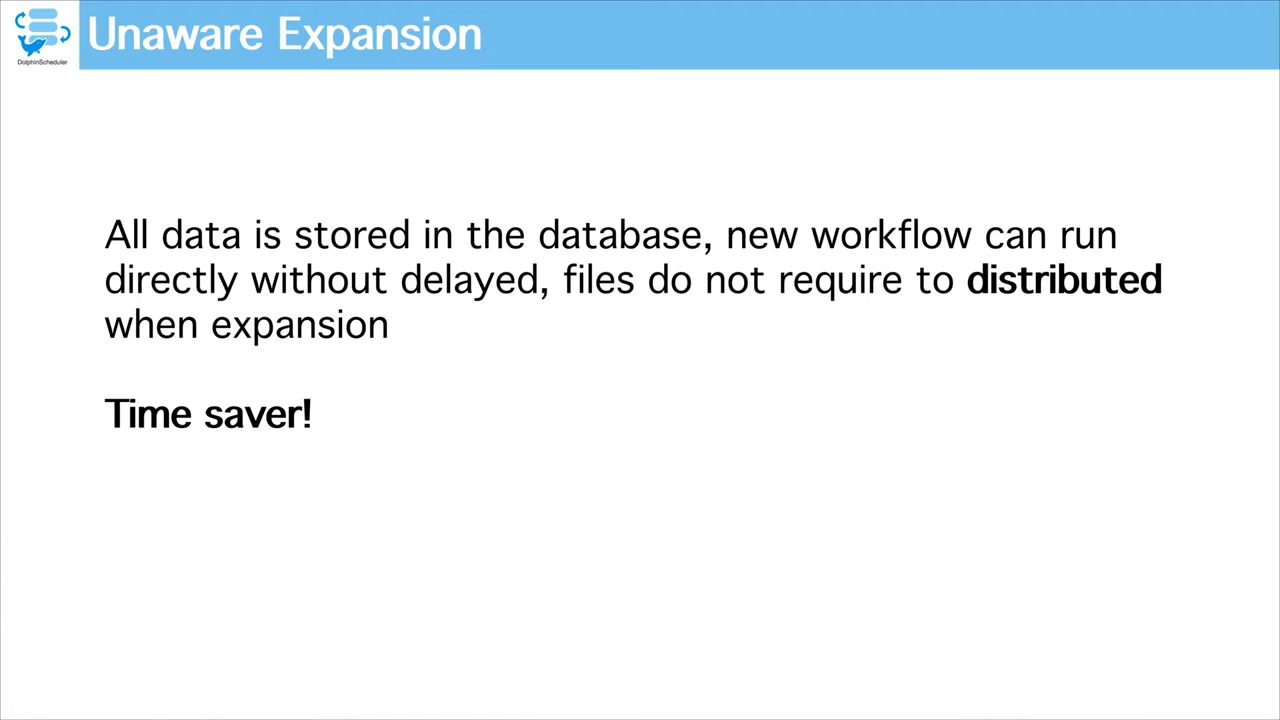 Unaware Expansion
DolphinScheduler
All data is stored in the database, new workflow can run
directly without delayed, files do not require to distributed
when expansion
Time saver!